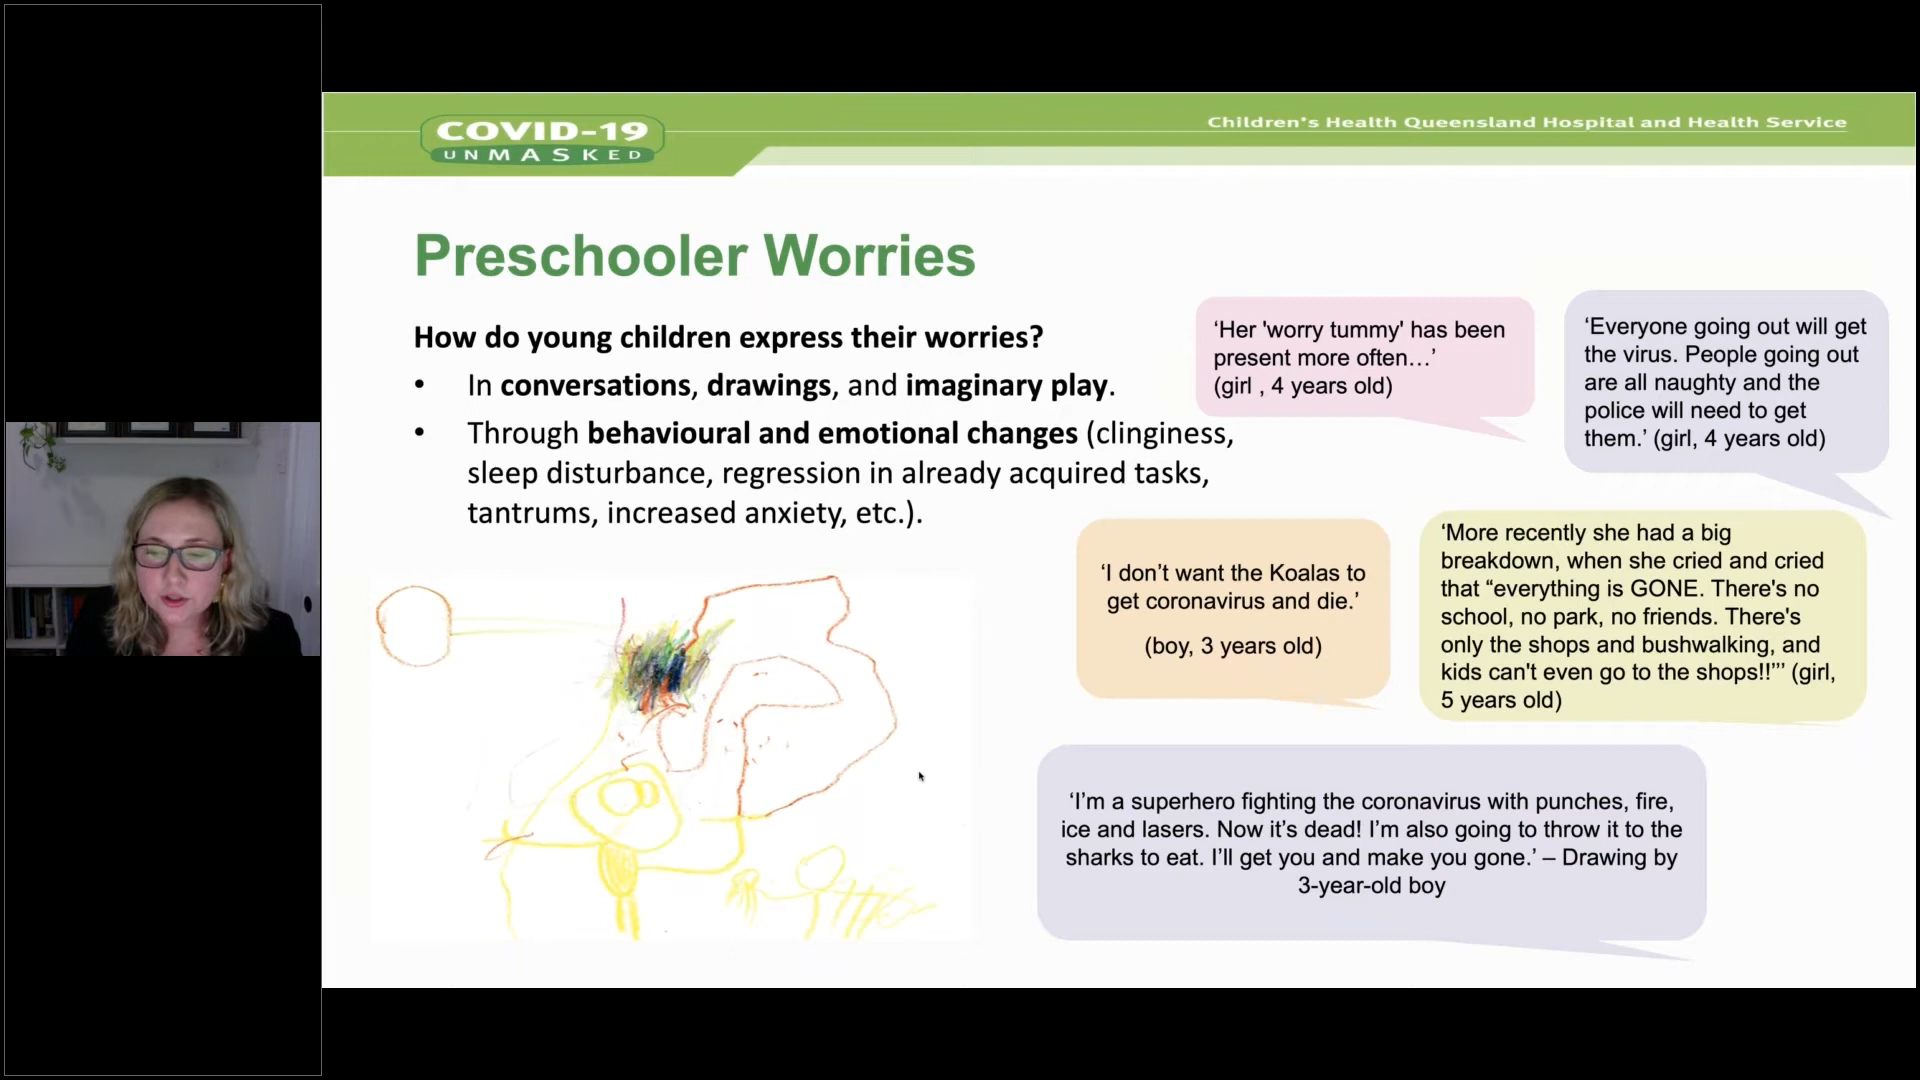 COVID-19
UNMASKED
Children's Health Queensland Hospital and Health Service
Preschooler Worries
How do young children express their worries?
• In conversations, drawings, and imaginary play.
• Through behavioural and emotional changes (clinginess,
sleep disturbance, regression in already acquired tasks,
tantrums, increased anxiety, etc.).
‘Her 'worry tummy' has been
present more often…’
(girl , 4 years old)
‘Everyone going out will get
the virus. People going out
are all naughty and the
police will need to get
them.’ (girl, 4 years old)
‘I don’t want the Koalas to
get coronavirus and die.’
(boy, 3 years old)
‘More recently she had a big
breakdown, when she cried and cried
that “everything is GONE. There's no
school, no park, no friends. There's
only the shops and bushwalking, and
kids can't even go to the shops!!”’ (girl,
5 years old)
‘I’m a superhero fighting the coronavirus with punches, fire,
ice and lasers. Now it’s dead! I’m also going to throw it to the
sharks to eat. I’ll get you and make you gone.’ – Drawing by
3-year-old boy